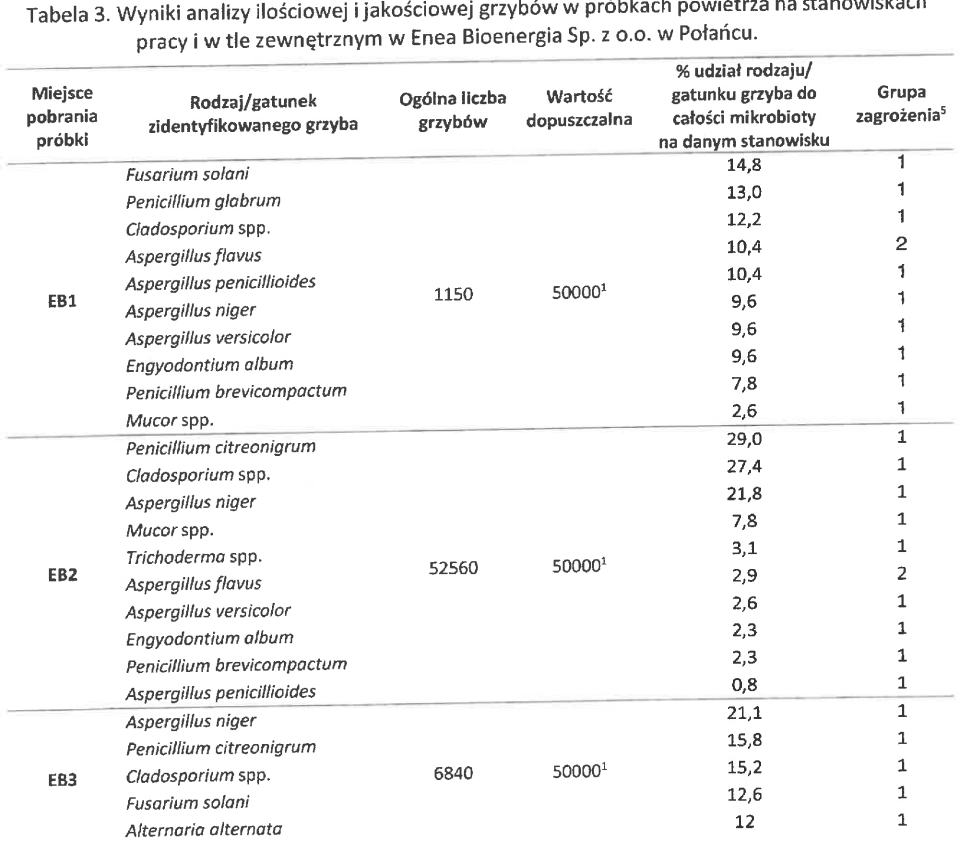 Tabela 3. Wyniki analizy ilościowej i jakościowej grzybów w próbkach powietrza na stanowiskach
pracy i w tle zewnętrznym w Enea Bioenergia Sp. z o.o. w Połańcu.
Miejsce pobrania próbki Rodzaj/gatunek zidentyfikowanego grzyba Ogólna liczba grzybów Wartość dopuszczalna % udział rodzaju/ gatunku grzyba do całości mikrobioty na danym stanowisku Grupa zagrożenia⁵
EB1 1150 50000¹
Fusarium solani 14,8 1
Penicillium glabrum 13,0 1
Cladosporium spp. 12,2 1
Aspergillus flavus 10,4 2
Aspergillus penicillioides 10,4 1
Aspergillus niger 9,6 1
Aspergillus versicolor 9,6 1
Engyodontium album 9,6 1
Penicillium brevicompactum 7,8 1
Mucor spp. 2,6 1
EB2 52560 50000¹
Penicillium citreonigrum 29,0 1
Cladosporium spp. 27,4 1
Aspergillus niger 21,8 1
Mucor spp. 7,8 1
Trichoderma spp. 3,1 1
Aspergillus flavus 2,9 2
Aspergillus versicolor 2,6 1
Engyodontium album 2,3 1
Penicillium brevicompactum 2,3 1
Aspergillus penicillioides 0,8 1
EB3 6840 50000¹
Aspergillus niger 21,1 1
Penicillium citreonigrum 15,8 1
Cladosporium spp. 15,2 1
Fusarium solani 12,6 1
Alternaria alternata 12 1